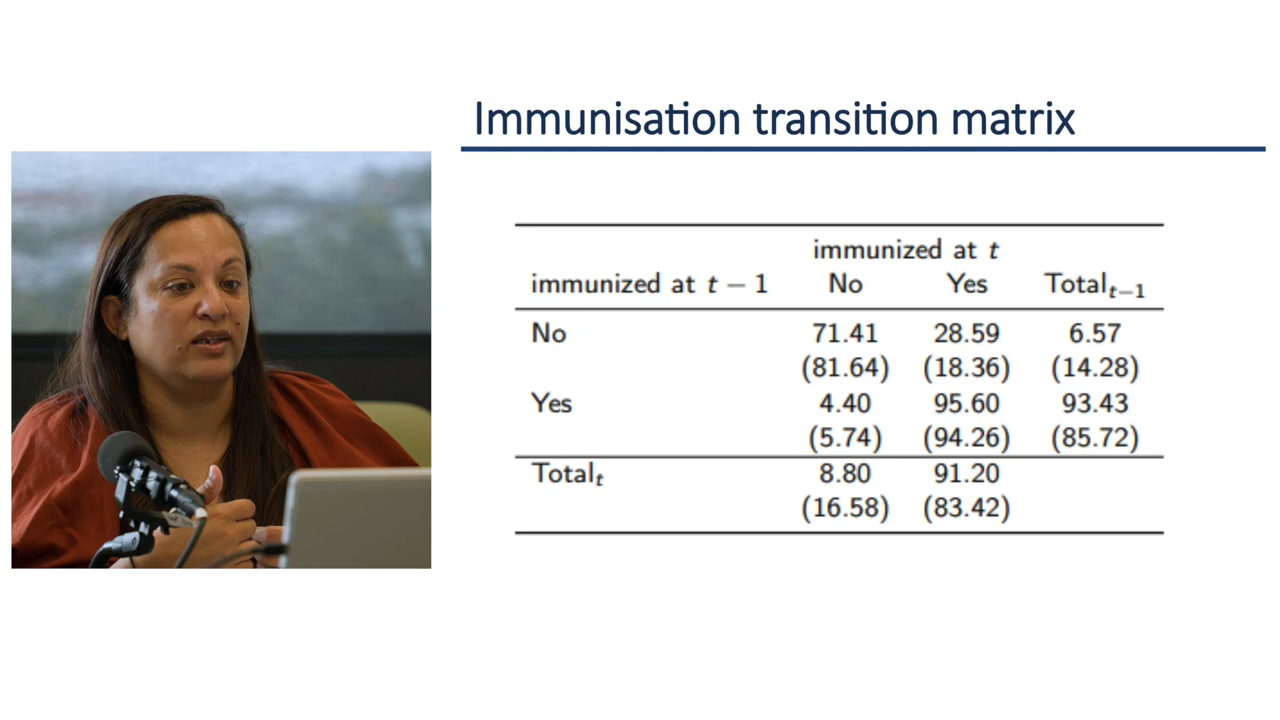 Immunisation transition matrix
immunized at t
immunized at t − 1 No Yes Total t−1
No 71.41 28.59 6.57
(81.64) (18.36) (14.28)
Yes 4.40 95.60 93.43
(5.74) (94.26) (85.72)
Total t 8.80 91.20
(16.58) (83.42)